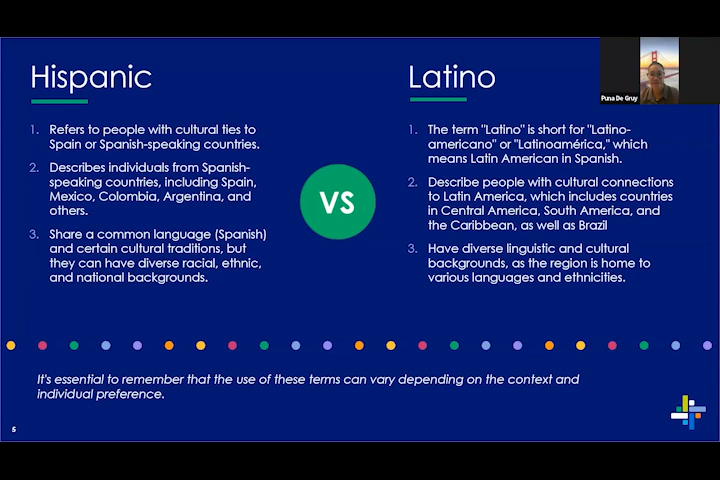 Hispanic
1. Refers to people with cultural ties to
Spain or Spanish-speaking countries.
2. Describes individuals from Spanish-
speaking countries, including Spain,
Mexico, Colombia, Argentina, and
others.
3. Share a common language (Spanish)
and certain cultural traditions, but
they can have diverse racial, ethnic,
and national backgrounds.
VS
Latino
1. The term "Latino" is short for "Latino-
americano" or "Latinoamérica," which
means Latin American in Spanish.
2. Describe people with cultural connections
to Latin America, which includes countries
in Central America, South America, and
the Caribbean, as well as Brazil
3. Have diverse linguistic and cultural
backgrounds, as the region is home to
various languages and ethnicities.
Puna De Gruy
It's essential to remember that the use of these terms can vary depending on the context and
individual preference.
5